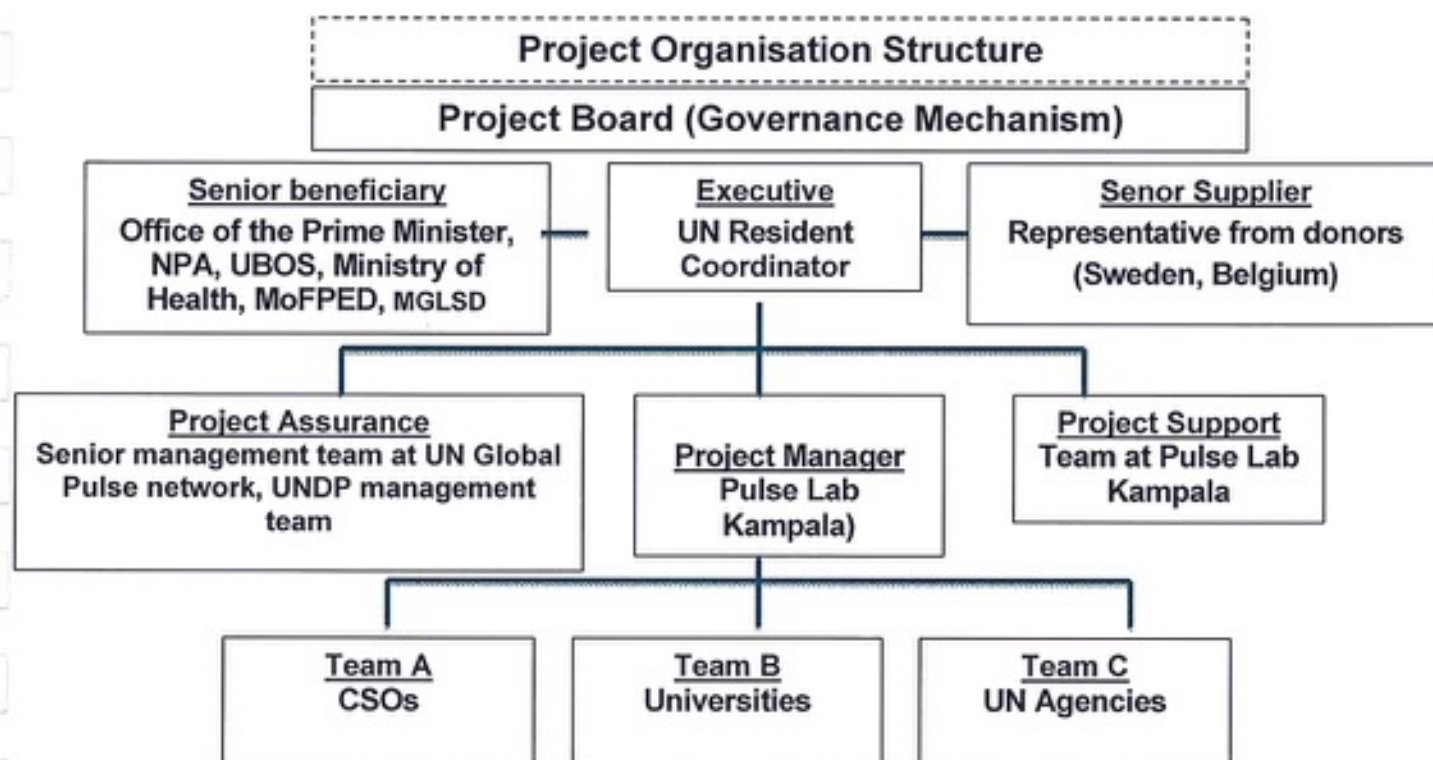 Project Organisation Structure
Project Board (Governance Mechanism)
Senior beneficiary
Office of the Prime Minister,
NPA, UBOS, Ministry of
Health, MoFPED, MGLSD
Executive
UN Resident
Coordinator
Senor Supplier
Representative from donors
(Sweden, Belgium)
Project Assurance
Senior management team at UN Global
Pulse network, UNDP management
team
Project Manager
Pulse Lab
Kampala)
Project Support
Team at Pulse Lab
Kampala
Team A
CSOs
Team B
Universities
Team C
UN Agencies